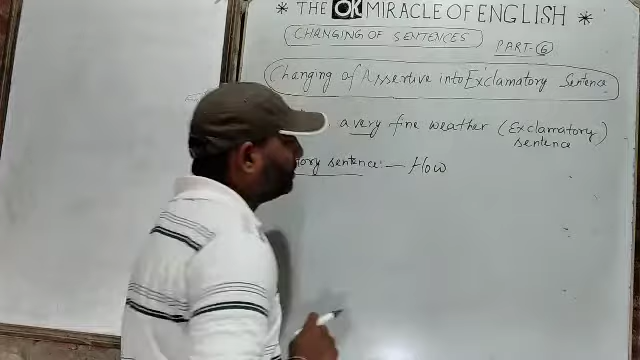 * THE OK MIRACLE OF ENGLISH *
CHANGING OF SENTENCES
PART-6
Changing of Assertive into Exclamatory Sentence
a very fine weather (Exclamatory sentence)
tory sentence:- How